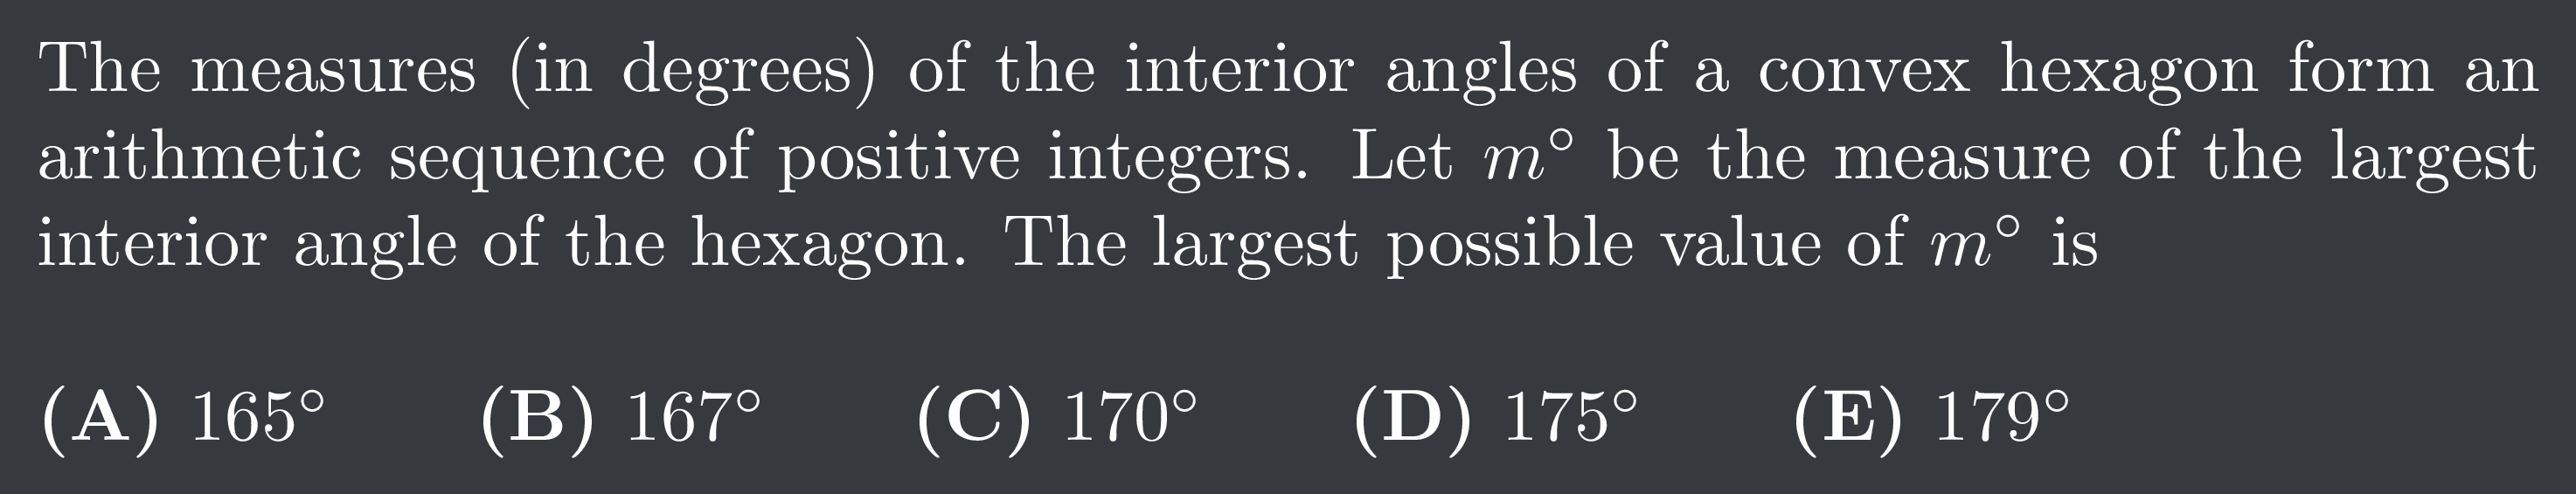 The measures (in degrees) of the interior angles of a convex hexagon form an
arithmetic sequence of positive integers. Let m° be the measure of the largest
interior angle of the hexagon. The largest possible value of m° is
(A) 165° (B) 167° (C) 170° (D) 175° (E) 179°